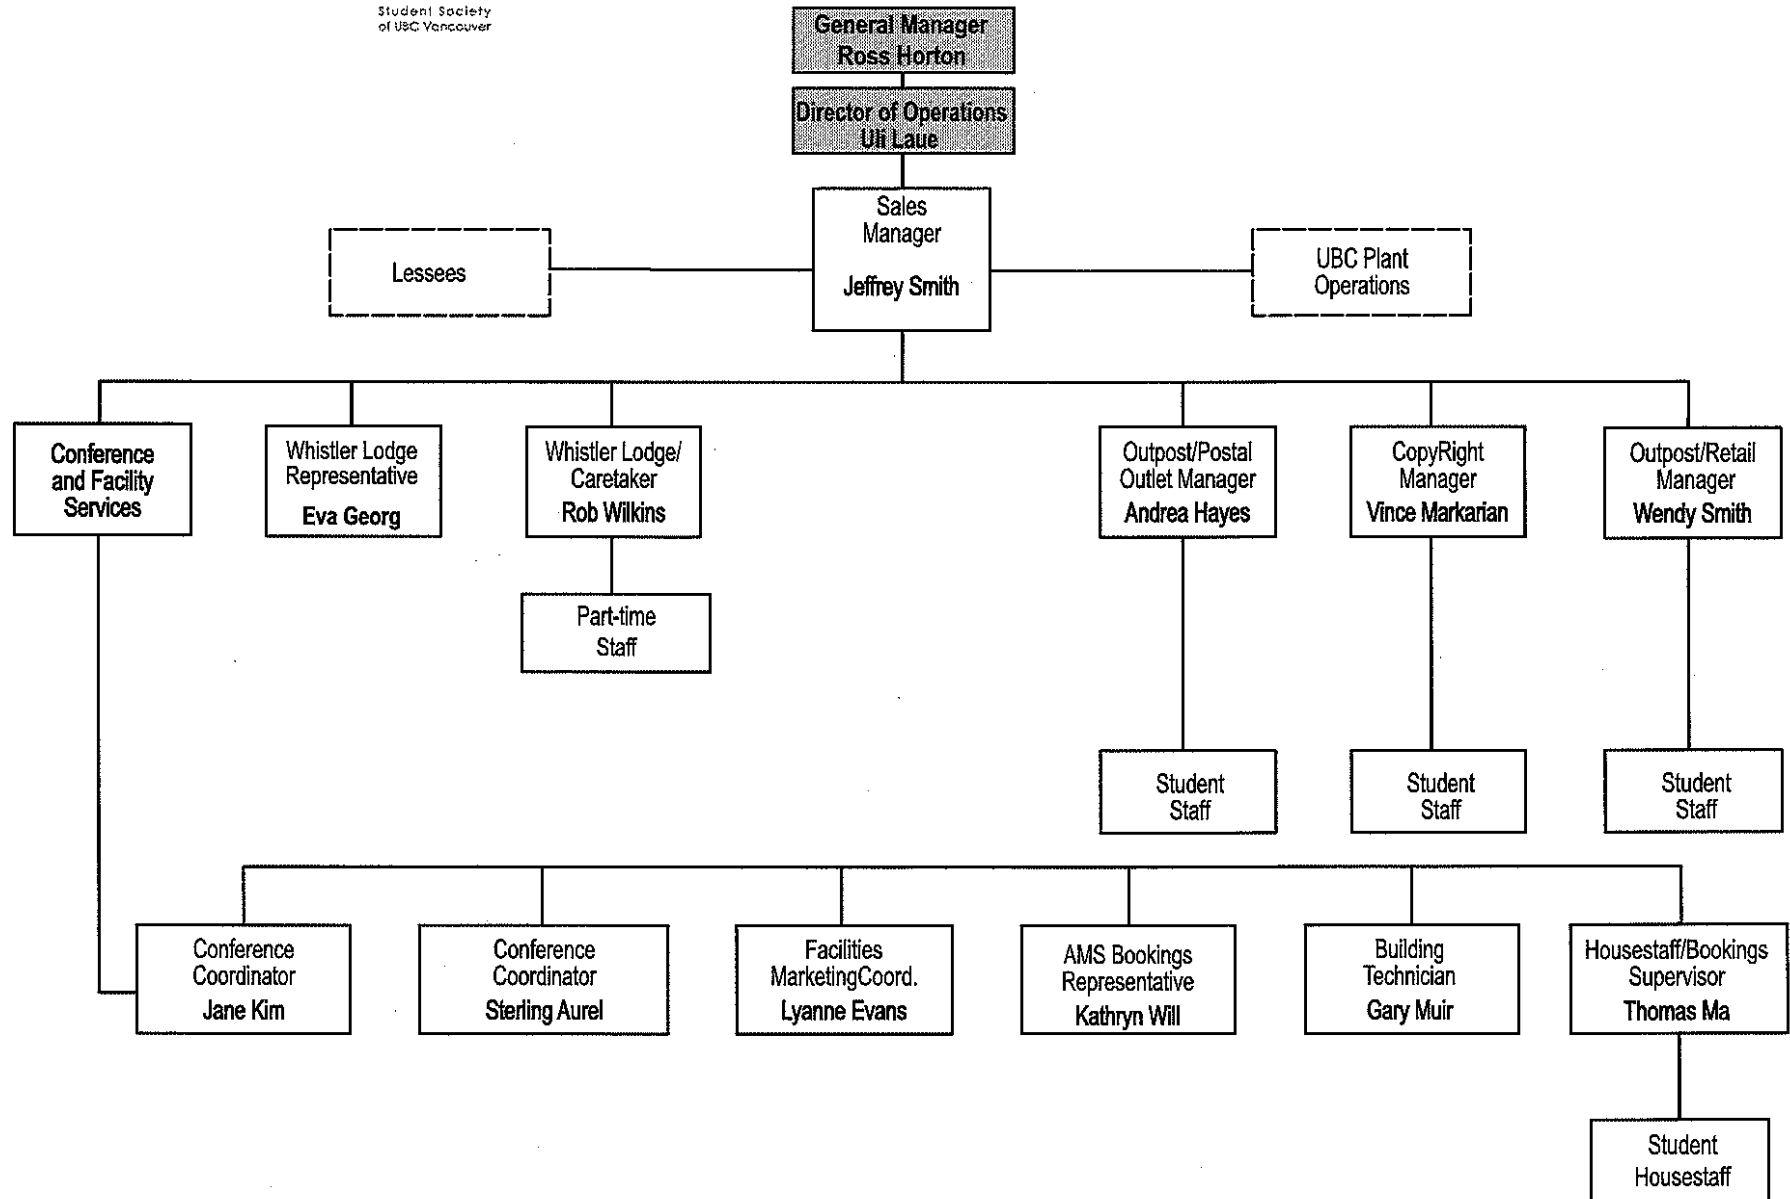 Student Society
of UBC Vancouver
General Manager
Ross Horton
Director of Operations
Uli Laue
Sales
Manager
Jeffrey Smith
Lessees
UBC Plant
Operations
Conference
and Facility
Services
Whistler Lodge
Representative
Eva Georg
Whistler Lodge/
Caretaker
Rob Wilkins
Outpost/Postal
Outlet Manager
Andrea Hayes
CopyRight
Manager
Vince Markarian
Outpost/Retail
Manager
Wendy Smith
Part-time
Staff
Student
Staff
Student
Staff
Student
Staff
Conference
Coordinator
Jane Kim
Conference
Coordinator
Sterling Aurel
Facilities
MarketingCoord.
Lyanne Evans
AMS Bookings
Representative
Kathryn Will
Building
Technician
Gary Muir
Housestaff/Bookings
Supervisor
Thomas Ma
Student
Housestaff